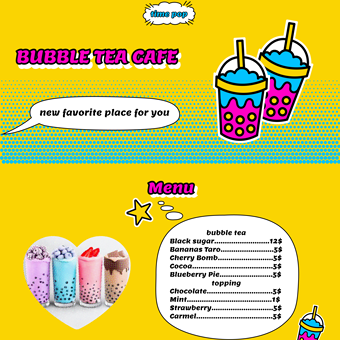 time pop
BUBBLE TEA CAFE
new favorite place for you
Menu
bubble tea
Black sugar......................12$
Bananas Taro....................5$
Cherry Bomb.....................5$
Cocoa................................5$
Blueberry Pie.....................5$
topping
Chocolate..........................5$
Mint...................................1$
Strawberry........................5$
Carmel...............................5$